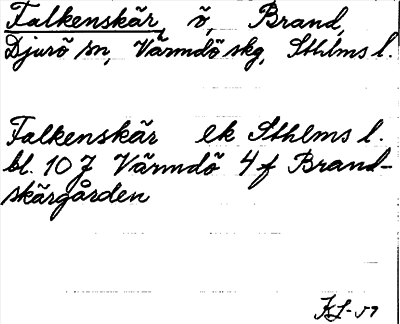 Falkenskär, ö, Brand,
Djurö sn, Värmdö skg, Sthlms l.
Falkenskär ek Sthlms l.
bl. 10 J Värmdö 4 f Brand-
skärgården
KL-57